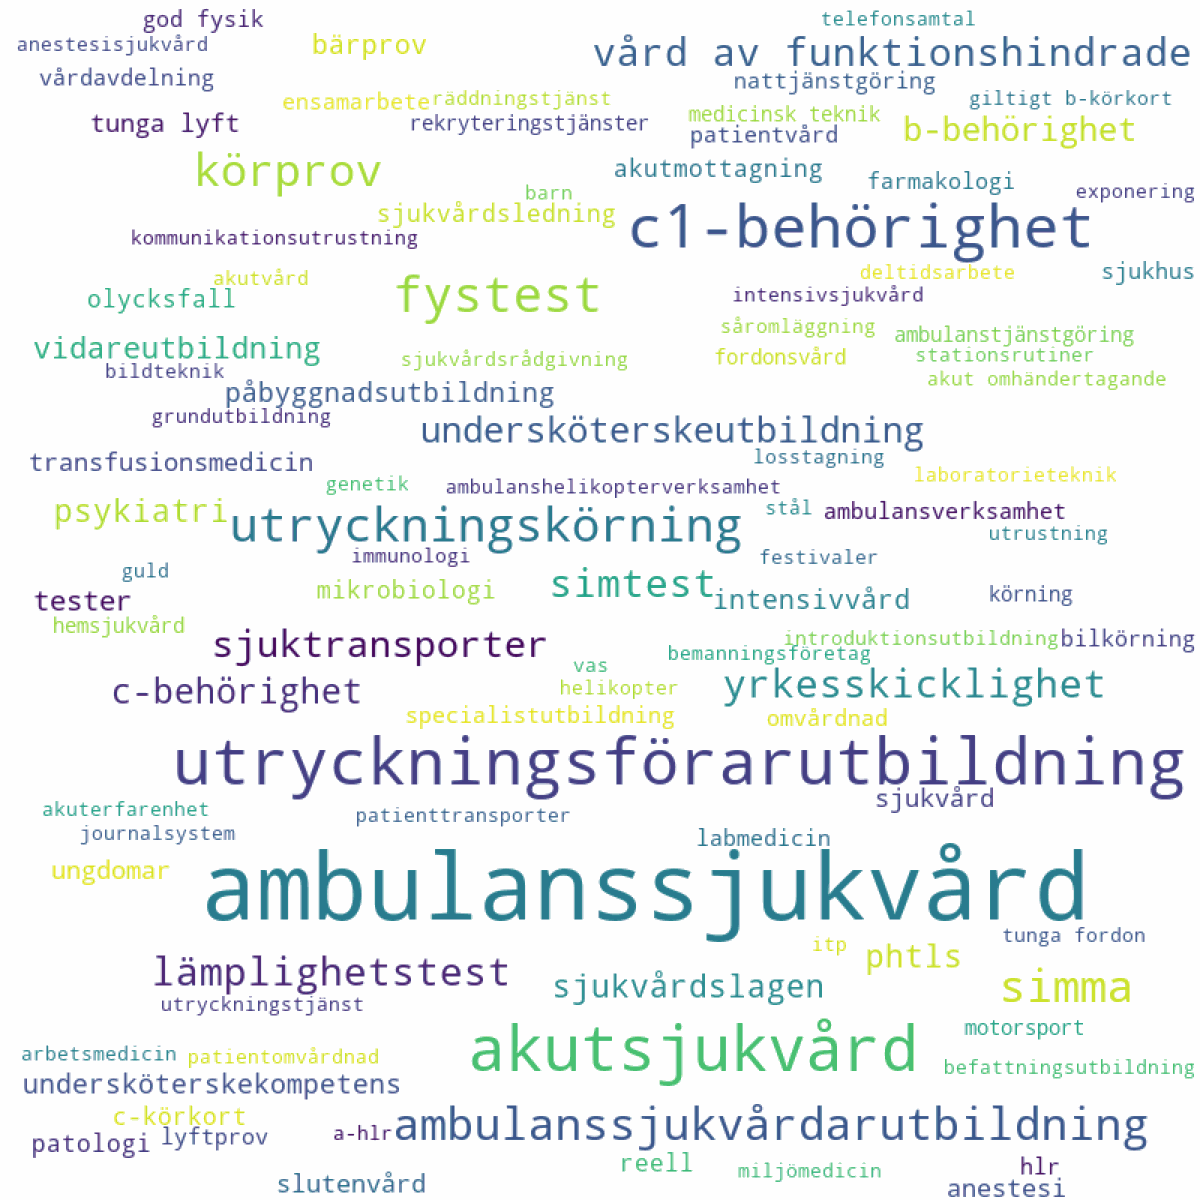 god fysik
telefonsamtal
anestesisjukvård
bärprov
vård av funktionshindrade
vårdavdelning
nattjänstgöring
ensamarbete
räddningstjänst
giltigt b-körkort
tunga lyft
rekryteringstjänster
medicinsk teknik
patientvård
b-behörighet
körprov
akutmottagning
farmakologi
barn
exponering
sjukvårdsledning
c1-behörighet
kommunikationsutrustning
akutvård
deltidsarbete
sjukhus
olycksfall
fystest
intensivsjukvård
såromläggning
ambulanstjänstgöring
vidareutbildning
sjukvårdsrådgivning
fordonsvård
stationsrutiner
bildteknik
akut omhändertagande
påbyggnadsutbildning
grundutbildning
undersköterskeutbildning
transfusionsmedicin
losstagning
genetik
ambulanshelikopterverksamhet
laboratorieteknik
psykiatri
utryckningskörning
stål
ambulansverksamhet
utrustning
immunologi
festivaler
guld
mikrobiologi
simtest
tester
intensivvård
körning
hemsjukvård
sjuktransporter
introduktionsutbildning
bilkörning
bemanningsföretag
vas
c-behörighet
helikopter
yrkesskicklighet
specialistutbildning
omvårdnad
utryckningsförarutbildning
sjukvård
akuterfarenhet
patienttransporter
journalsystem
labmedicin
ungdomar
ambulanssjukvård
itp
phtls
tunga fordon
lämplighetstest
sjukvårdslagen
simma
utryckningstjänst
akutsjukvård
motorsport
arbetsmedicin
patientomvårdnad
befattningsutbildning
undersköterskekompetens
c-körkort
patologi
lyftprov
a-hlr
ambulanssjukvårdarutbildning
reell
miljömedicin
hlr
slutenvård
anestesi